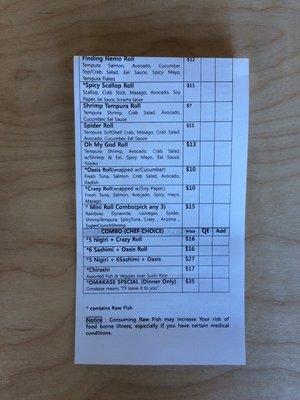 Finding Nemo Roll $12
Tempura Salmon, Avocado, Cucumber,
Top/Crab Salad, Eel Sauce, Spicy Mayo,
Tempura Flakes
*Spicy Scallop Roll $11
Scallop, Crab Stick, Masago, Avocado, Soy
Paper, Eel Sauce, Sriracha Sauce
Shrimp Tempura Roll $7
Tempura Shrimp, Crab Salad, Avocado,
Cucumber, Eel Sauce
Spider Roll $11
Tempura SoftShell Crab, Masago, Crab Salad,
Avocado, Cucumber, Eel Sauce
Oh My God Roll $13
Tempura Shrimp, Avocado, Crab Salad,
w/Shrimp & Eel, Spicy Mayo, Eel Sauce,
Tobiko
*Oasis Roll(wrapped w/Cucumber) $10
Fresh Tuna, Salmon, Crab Salad, Avocado,
Radish
*Crazy Roll(wrapped w/Soy Paper) $10
Fresh Tuna, Salmon, Avocado, Spicy mayo,
Masago
* Mini Roll Combo(pick any 3) $15
Rainbow, Dynamite, LasVegas, Spider,
ShrimpTempura, SpicyTuna, Crazy, Arizona
SuperCrunchShrimp
COMBO (CHEF CHOICE) Price Qt Add
*5 Nigiri + Crazy Roll $16
*6 Sashimi + Oasis Roll $16
*5 Nigiri + 6Sashimi + Oasis $27
*Chirashi $17
Assorted Fish & Veggies over Sushi Rice
*OMAKASE SPECIAL (Dinner Only) $35
Omakase means "I'll leave it to you"
* contains Raw Fish
Notice : Consuming Raw Fish may increase Your risk of
food borne illness, especially if you have certain medical
conditions.